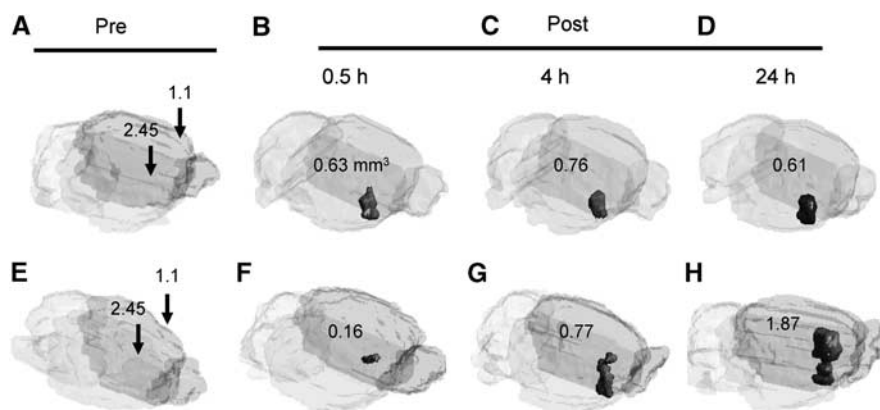 A Pre B C Post D
0.5 h 4 h 24 h
1.1
2.45
0.63 mm³ 0.76 0.61
E F G H
1.1
2.45
0.16 0.77 1.87